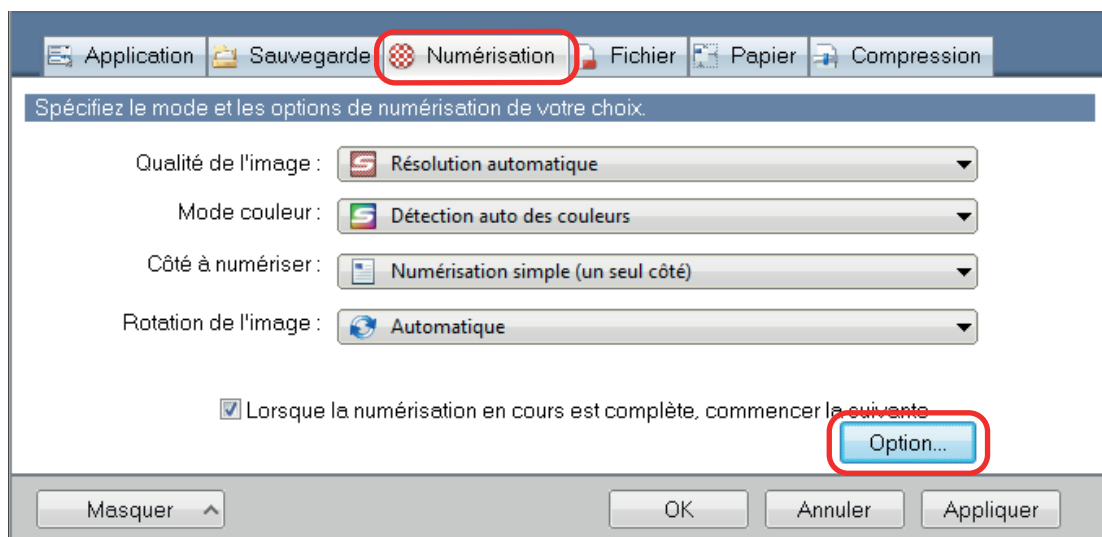 Application Sauvegarde Numérisation Fichier Papier Compression
Spécifiez le mode et les options de numérisation de votre choix.
Qualité de l'image : Résolution automatique
Mode couleur : Détection auto des couleurs
Côté à numériser : Numérisation simple (un seul côté)
Rotation de l'image : Automatique
Lorsque la numérisation en cours est complète, commencer la suivante
Option...
Masquer OK Annuler Appliquer